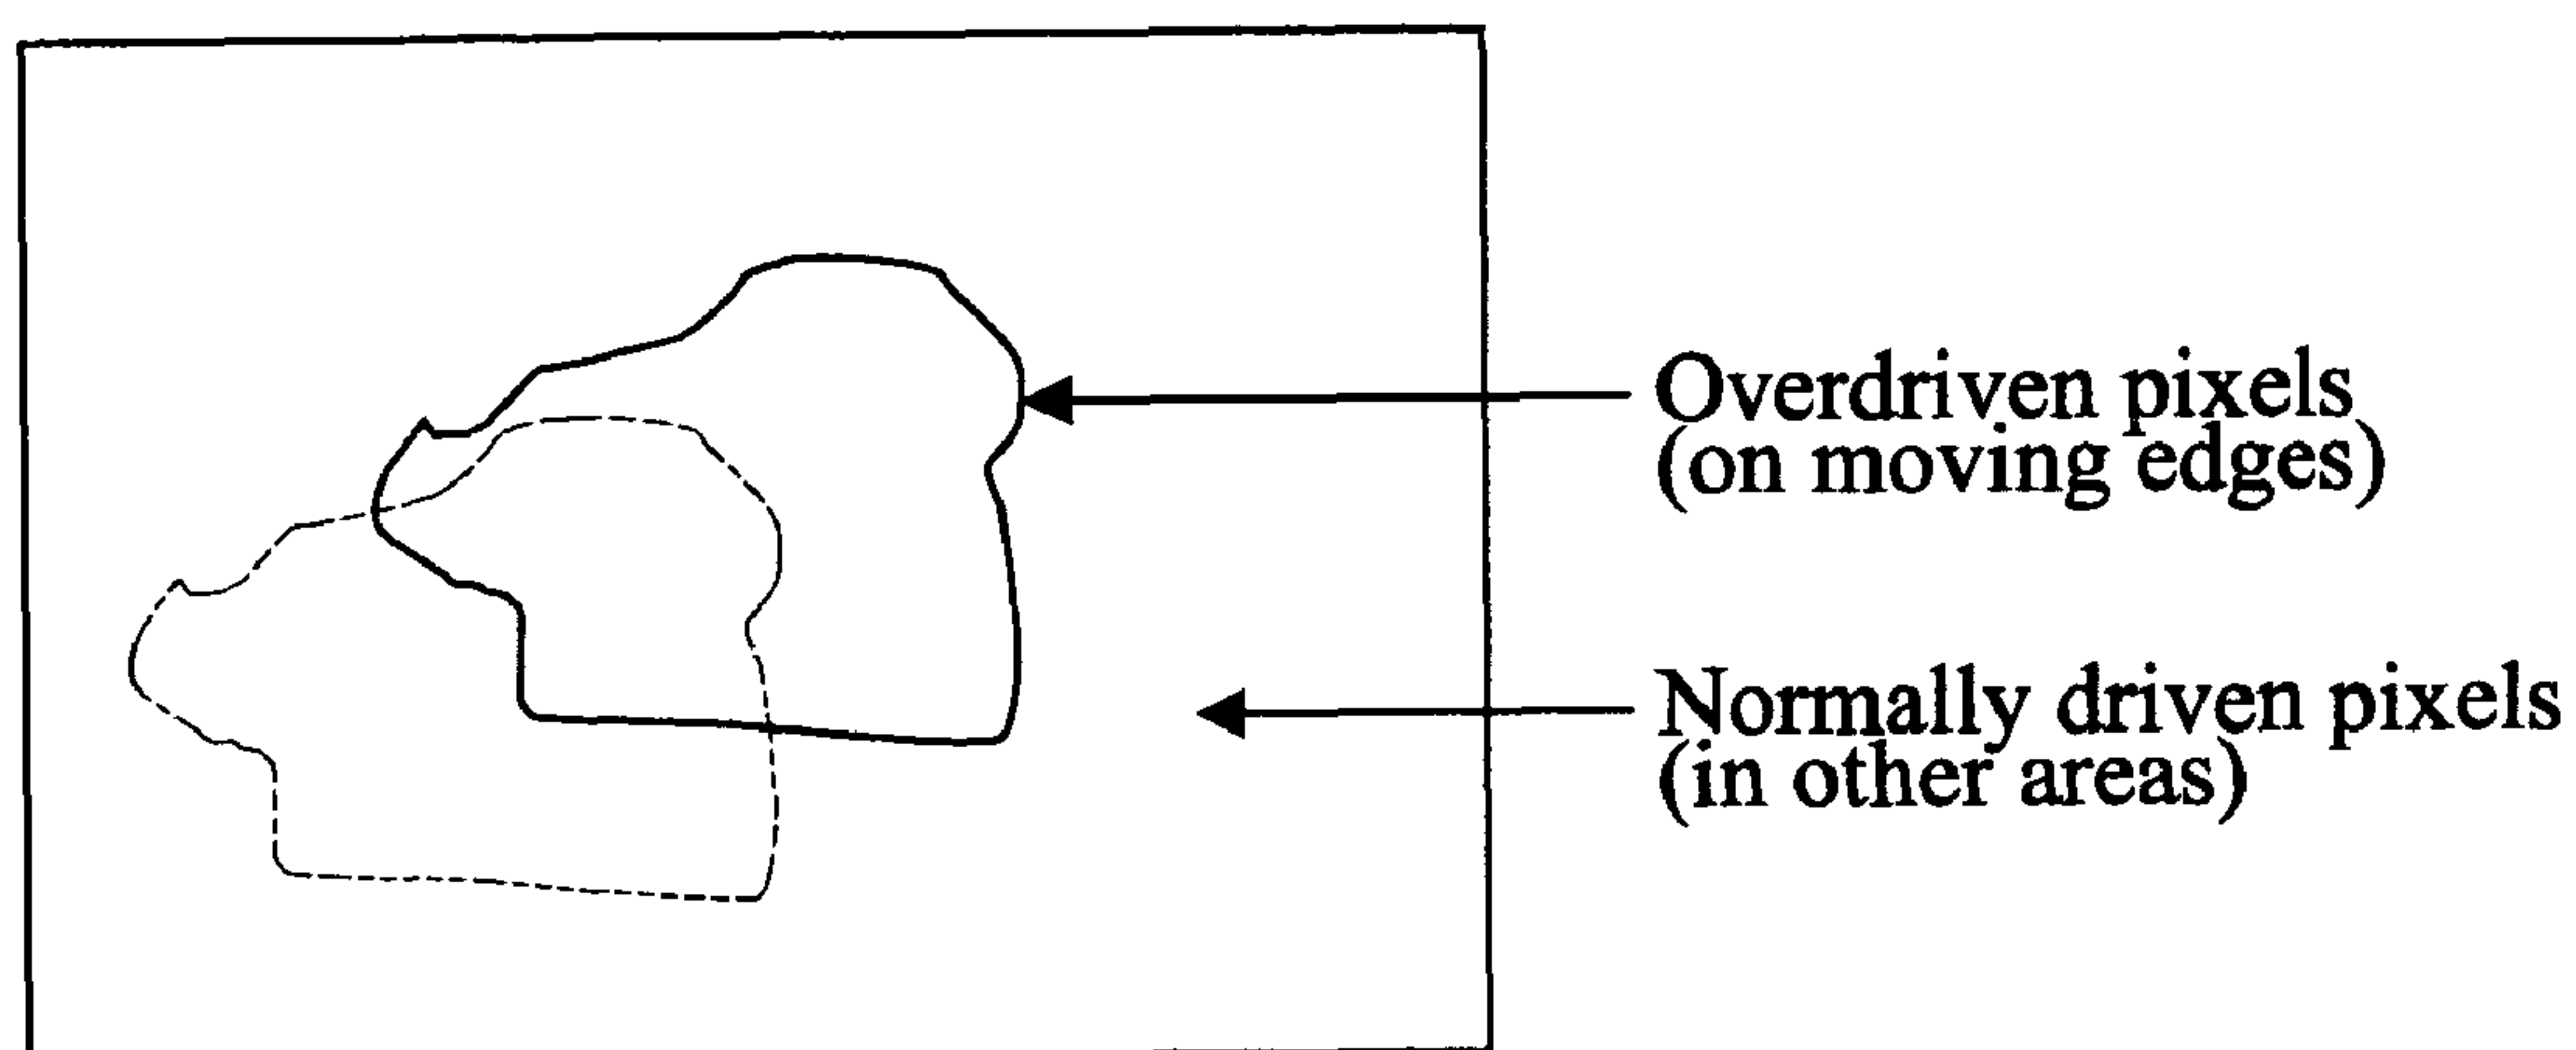 Overdriven pixels
(on moving edges)
Normally driven pixels
(in other areas)